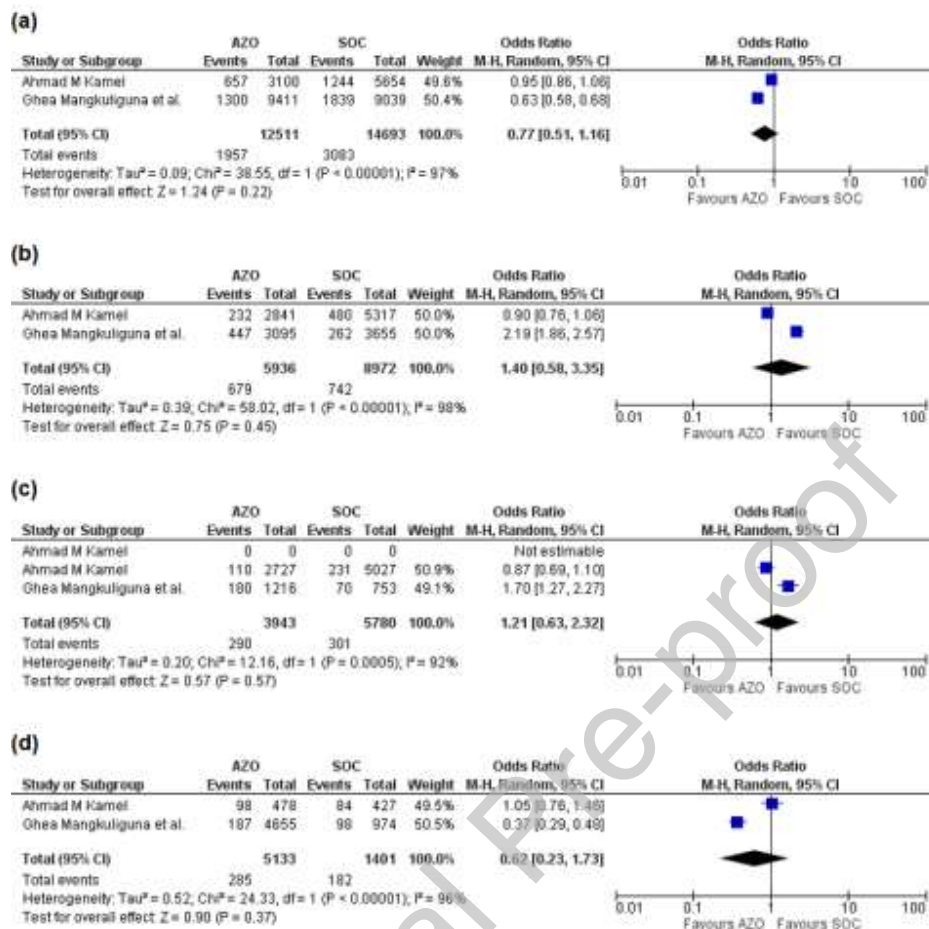 (a)
AZO SOC Odds Ratio Odds Ratio
Study or Subgroup Events Total Events Total Weight M-H, Random, 95% CI M-H, Random, 95% CI
Ahmad M Kamel 657 3100 1244 5654 49.6% 0.95 [0.86, 1.06]
Ghea Mangkuliguna et al. 1300 9411 1839 9039 50.4% 0.63 [0.58, 0.68]
Total (95% CI) 12511 14693 100.0% 0.77 [0.51, 1.16]
Total events 1957 3083
Heterogeneity: Tau² = 0.09; Chi² = 38.55, df = 1 (P < 0.00001); I² = 97%
Test for overall effect: Z = 1.24 (P = 0.22)
0.01 0.1 1 10 100
Favours AZO Favours SOC
(b)
AZO SOC Odds Ratio Odds Ratio
Study or Subgroup Events Total Events Total Weight M-H, Random, 95% CI M-H, Random, 95% CI
Ahmad M Kamel 232 2841 480 5317 50.0% 0.90 [0.76, 1.06]
Ghea Mangkuliguna et al. 447 3095 262 3655 50.0% 2.19 [1.86, 2.57]
Total (95% CI) 5936 8972 100.0% 1.40 [0.58, 3.35]
Total events 679 742
Heterogeneity: Tau² = 0.39; Chi² = 58.02, df = 1 (P < 0.00001); I² = 98%
Test for overall effect: Z = 0.75 (P = 0.45)
0.01 0.1 1 10 100
Favours AZO Favours SOC
(c)
AZO SOC Odds Ratio Odds Ratio
Study or Subgroup Events Total Events Total Weight M-H, Random, 95% CI M-H, Random, 95% CI
Ahmad M Kamel 0 0 0 0 Not estimable
Ahmad M Kamel 110 2727 231 5027 50.9% 0.87 [0.69, 1.10]
Ghea Mangkuliguna et al. 180 1216 70 753 49.1% 1.70 [1.27, 2.27]
Total (95% CI) 3943 5780 100.0% 1.21 [0.63, 2.32]
Total events 290 301
Heterogeneity: Tau² = 0.20; Chi² = 12.16, df = 1 (P = 0.0005); I² = 92%
Test for overall effect: Z = 0.57 (P = 0.57)
0.01 0.1 1 10 100
Favours AZO Favours SOC
(d)
AZO SOC Odds Ratio Odds Ratio
Study or Subgroup Events Total Events Total Weight M-H, Random, 95% CI M-H, Random, 95% CI
Ahmad M Kamel 98 478 84 427 49.5% 1.05 [0.76, 1.46]
Ghea Mangkuliguna et al. 187 4655 98 974 50.5% 0.37 [0.29, 0.48]
Total (95% CI) 5133 1401 100.0% 0.62 [0.23, 1.73]
Total events 285 182
Heterogeneity: Tau² = 0.52; Chi² = 24.33, df = 1 (P < 0.00001); I² = 96%
Test for overall effect: Z = 0.90 (P = 0.37)
0.01 0.1 1 10 100
Favours AZO Favours SOC
al Pre-proof